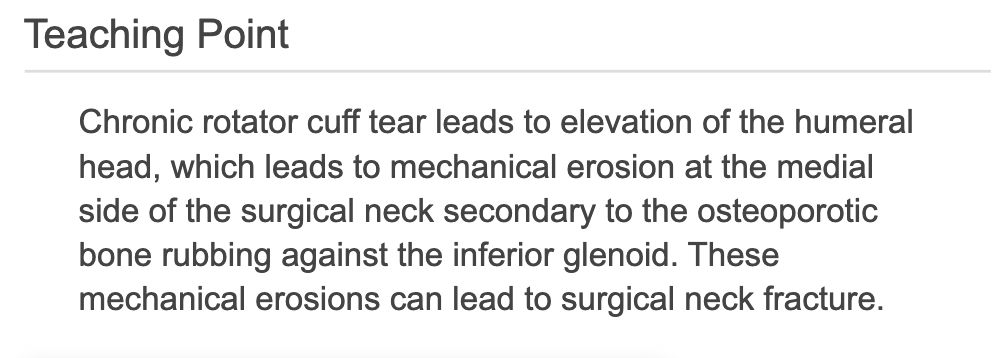 Teaching Point
Chronic rotator cuff tear leads to elevation of the humeral
head, which leads to mechanical erosion at the medial
side of the surgical neck secondary to the osteoporotic
bone rubbing against the inferior glenoid. These
mechanical erosions can lead to surgical neck fracture.